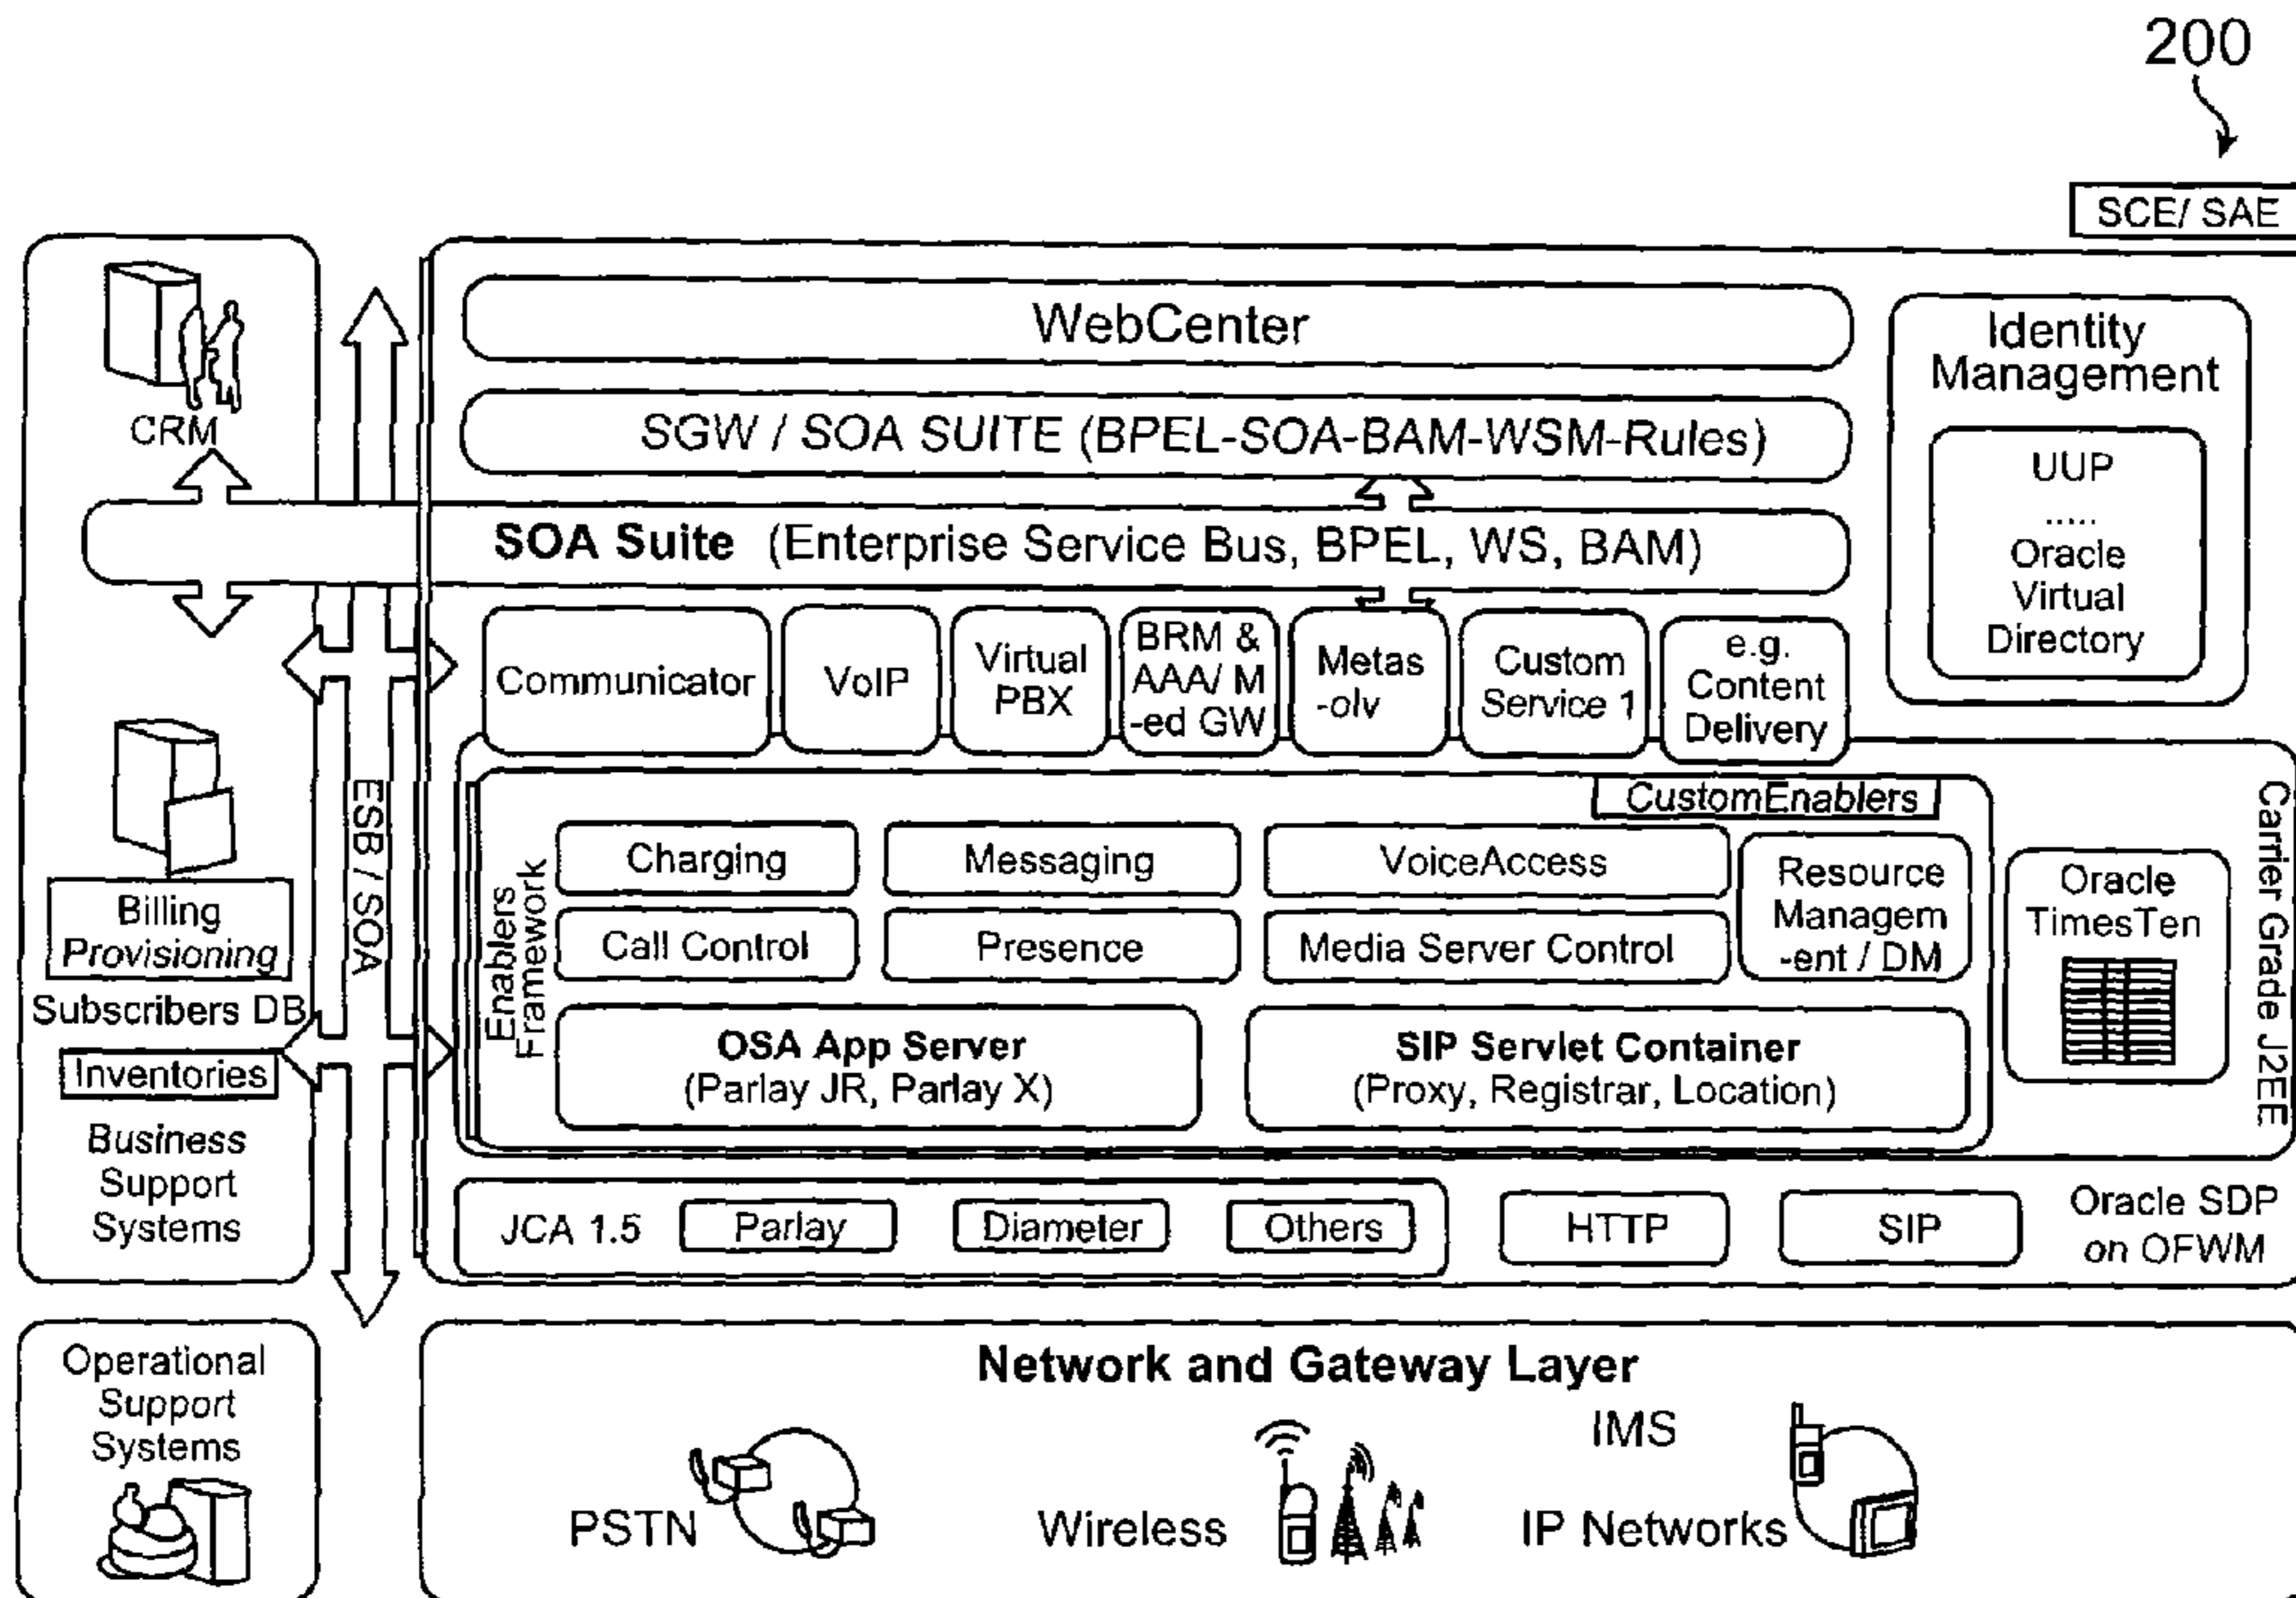 200
SCE/ SAE
CRM
WebCenter
SGW / SOA SUITE (BPEL-SOA-BAM-WSM-Rules)
SOA Suite (Enterprise Service Bus, BPEL, WS, BAM)
Identity
Management
UUP
.....
Oracle
Virtual
Directory
Communicator
VoIP
Virtual
PBX
BRM &
AAA/ M
-ed GW
Metas
-olv
Custom
Service 1
e.g.
Content
Delivery
ESB / SOA
Billing
Provisioning
Subscribers DB
Inventories
Business
Support
Systems
Enablers
Framework
CustomEnablers
Charging
Messaging
VoiceAccess
Call Control
Presence
Media Server Control
Resource
Managem
-ent / DM
OSA App Server
(Parlay JR, Parlay X)
SIP Servlet Container
(Proxy, Registrar, Location)
Oracle
TimesTen
Carrier Grade J2EE
JCA 1.5
Parlay
Diameter
Others
HTTP
SIP
Oracle SDP
on OFWM
Operational
Support
Systems
Network and Gateway Layer
PSTN
Wireless
IMS
IP Networks